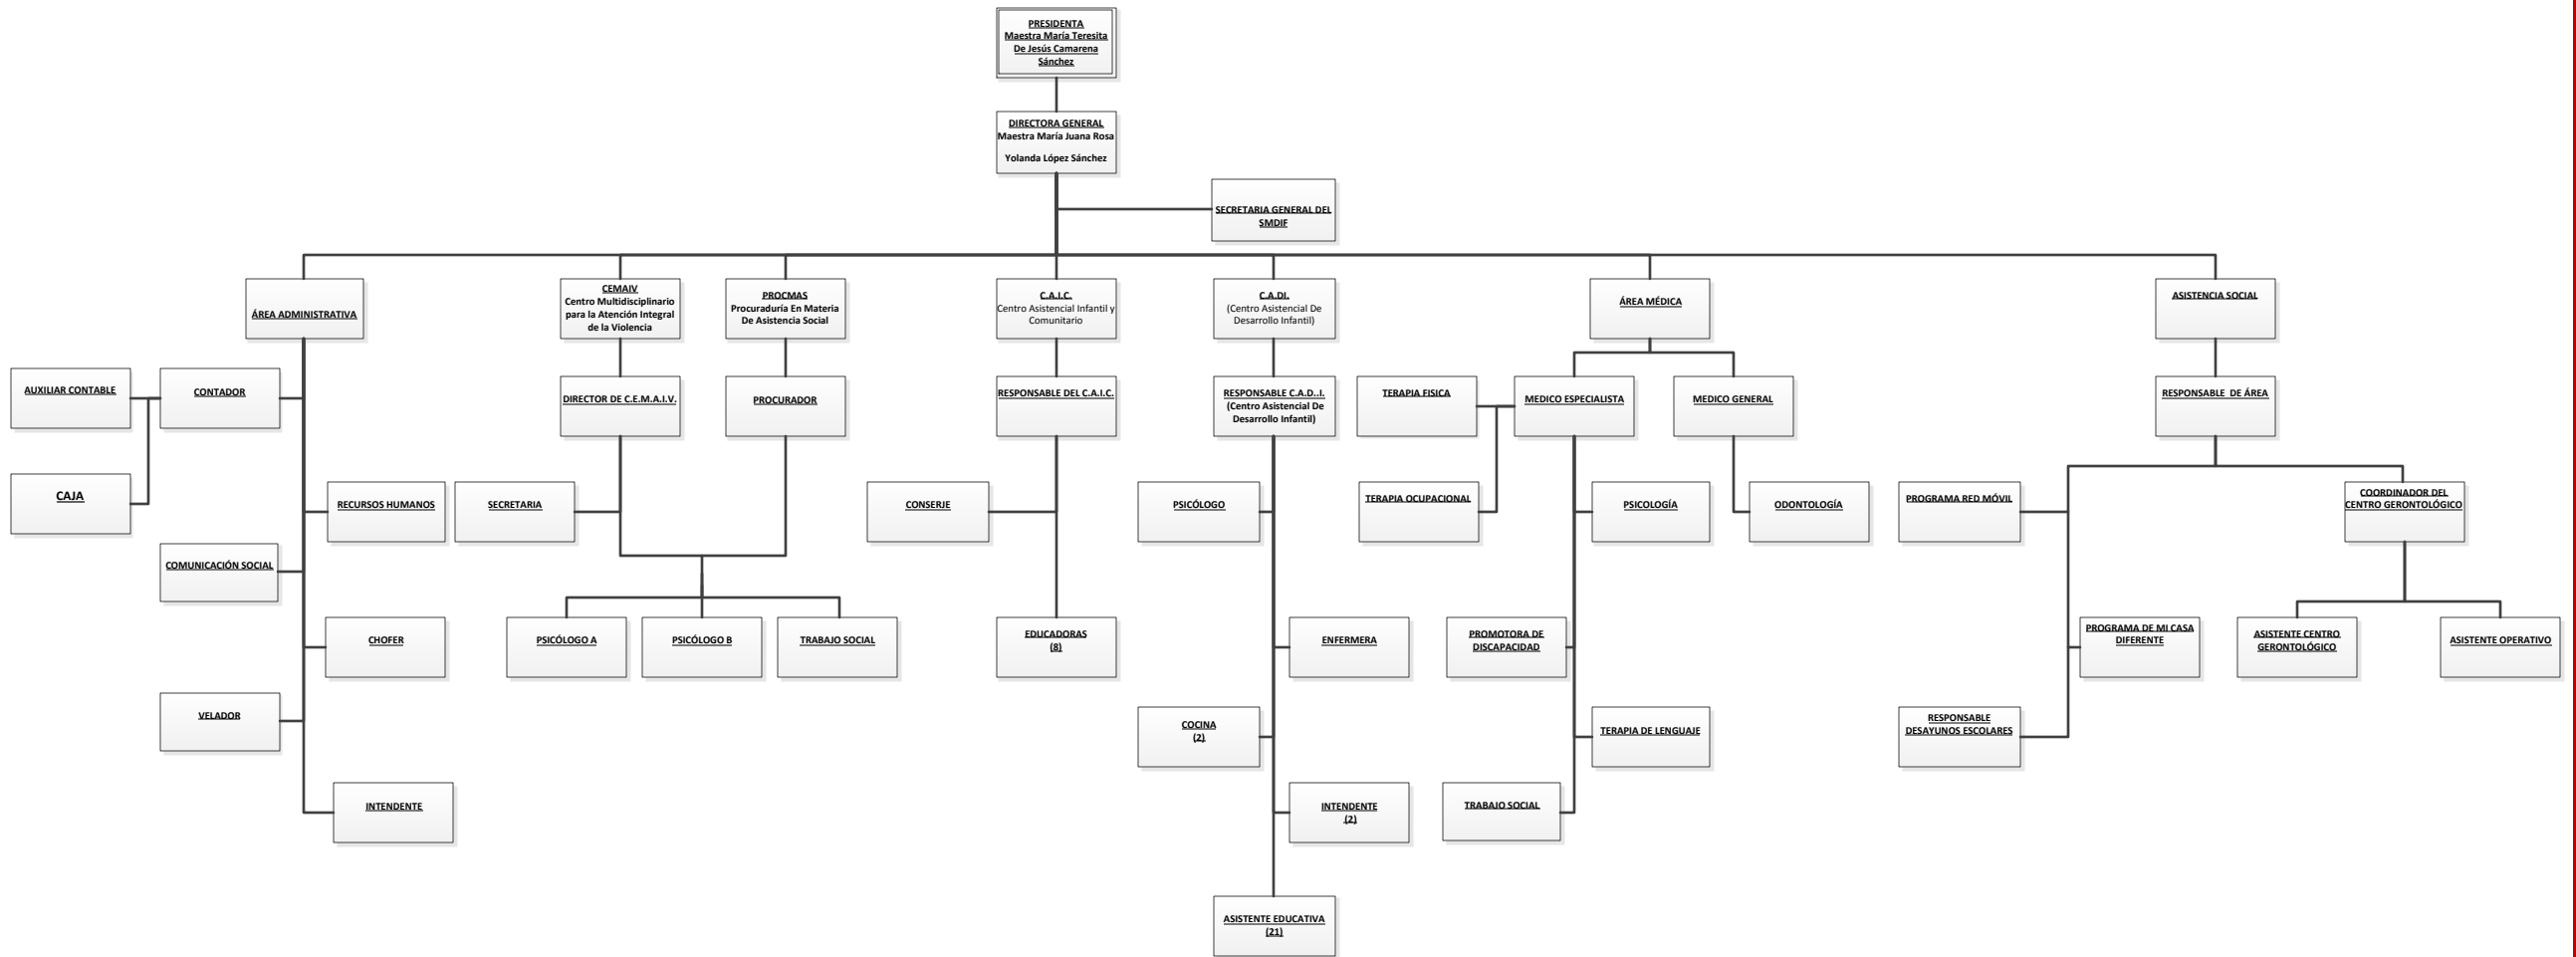 PRESIDENTA
Maestra María Teresita
De Jesús Camarena
Sánchez
DIRECTORA GENERAL
Maestra María Juana Rosa
Yolanda López Sánchez
SECRETARIA GENERAL DEL
SMDIF
ÁREA ADMINISTRATIVA
CEMAIV
Centro Multidisciplinario
para la Atención Integral
de la Violencia
PROCMAS
Procuraduría En Materia
De Asistencia Social
C.A.I.C.
Centro Asistencial Infantil y
Comunitario
C.A.DI.
(Centro Asistencial De
Desarrollo Infantil)
ÁREA MÉDICA
ASISTENCIA SOCIAL
AUXILIAR CONTABLE
CONTADOR
DIRECTOR DE C.E.M.A.I.V.
PROCURADOR
RESPONSABLE DEL C.A.I.C.
RESPONSABLE C.A.D..I.
(Centro Asistencial De
Desarrollo Infantil)
TERAPIA FISICA
MEDICO ESPECIALISTA
MEDICO GENERAL
RESPONSABLE DE ÁREA
CAJA
RECURSOS HUMANOS
SECRETARIA
CONSERJE
PSICÓLOGO
TERAPIA OCUPACIONAL
PSICOLOGÍA
ODONTOLOGÍA
PROGRAMA RED MÓVIL
COORDINADOR DEL
CENTRO GERONTOLÓGICO
COMUNICACIÓN SOCIAL
CHOFER
PSICÓLOGO A
PSICÓLOGO B
TRABAJO SOCIAL
EDUCADORAS
(8)
ENFERMERA
PROMOTORA DE
DISCAPACIDAD
PROGRAMA DE MI CASA
DIFERENTE
ASISTENTE CENTRO
GERONTOLÓGICO
ASISTENTE OPERATIVO
VELADOR
COCINA
(2)
TERAPIA DE LENGUAJE
RESPONSABLE
DESAYUNOS ESCOLARES
INTENDENTE
INTENDENTE
(2)
TRABAJO SOCIAL
ASISTENTE EDUCATIVA
(21)